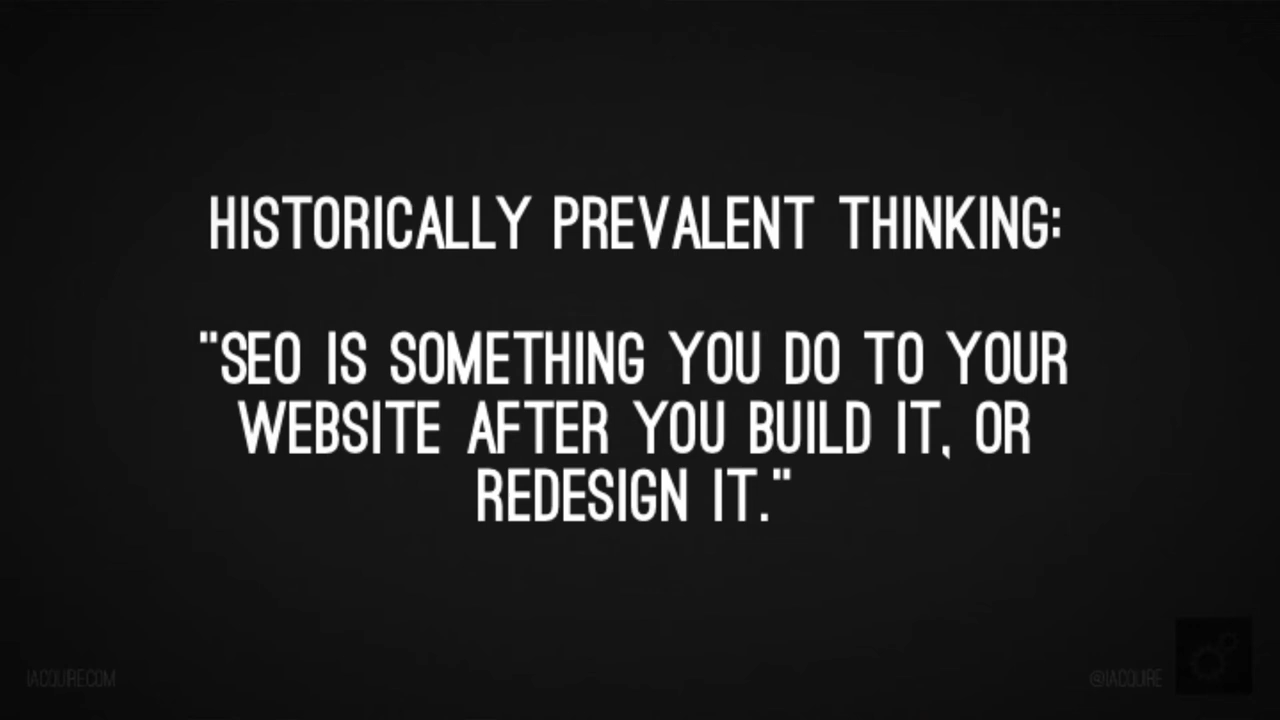 HISTORICALLY PREVALENT THINKING:
"SEO IS SOMETHING YOU DO TO YOUR
WEBSITE AFTER YOU BUILD IT, OR
REDESIGN IT."
IACQUIRE.COM
@IACQUIRE